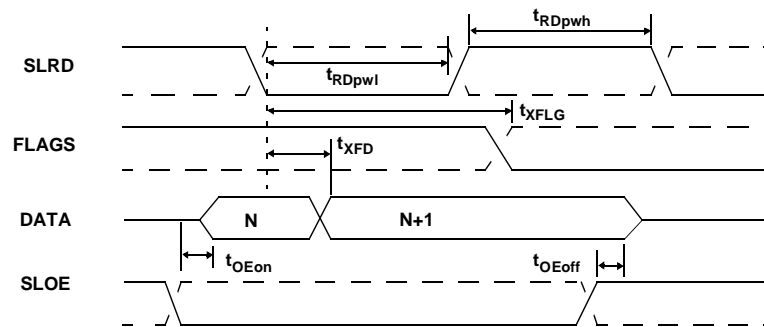 tRDpwh
SLRD
tRDpwl
tXFLG
FLAGS
tXFD
DATA
N
N+1
tOEon
tOEoff
SLOE